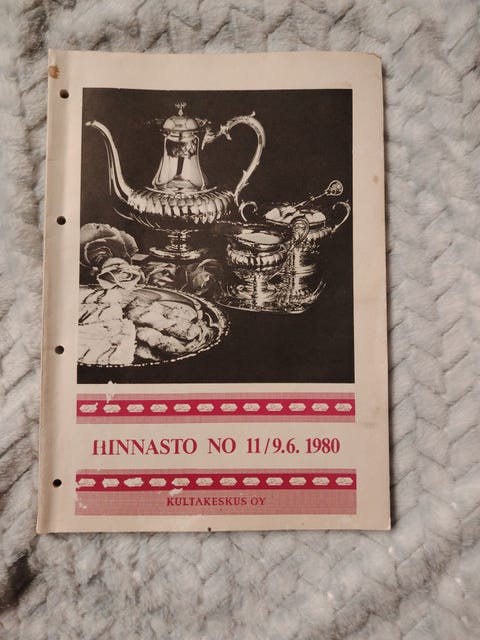 HINNASTO NO 11/9.6. 1980
KULTAKESKUS OY